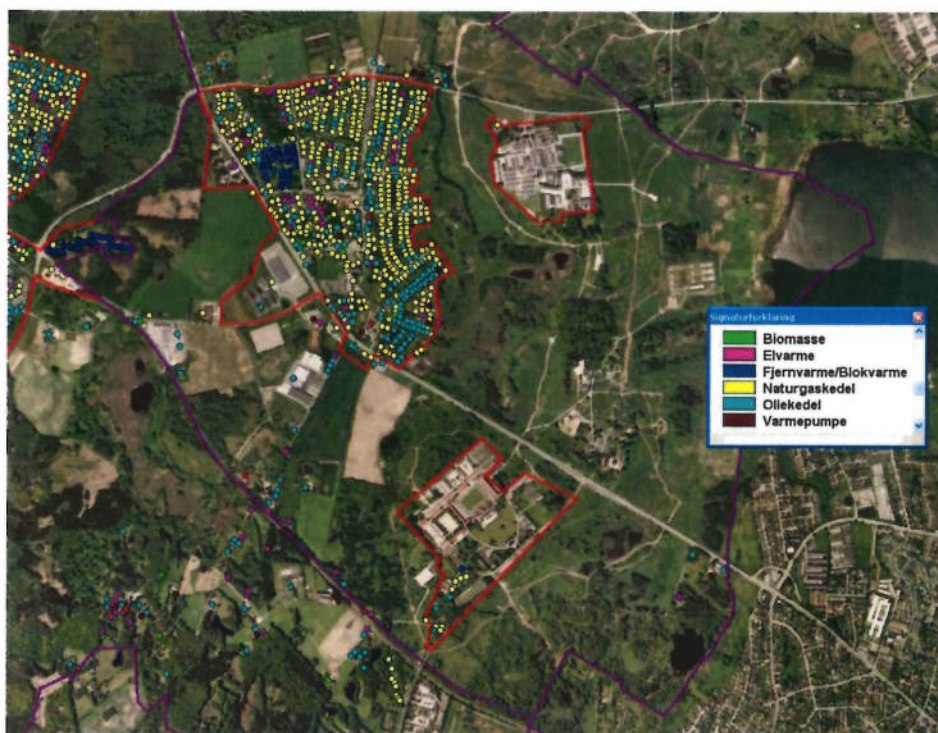 Signaturforklaring
Biomasse
Elvarme
Fjernvarme/Blokvarme
Naturgaskedel
Oliekedel
Varmepumpe